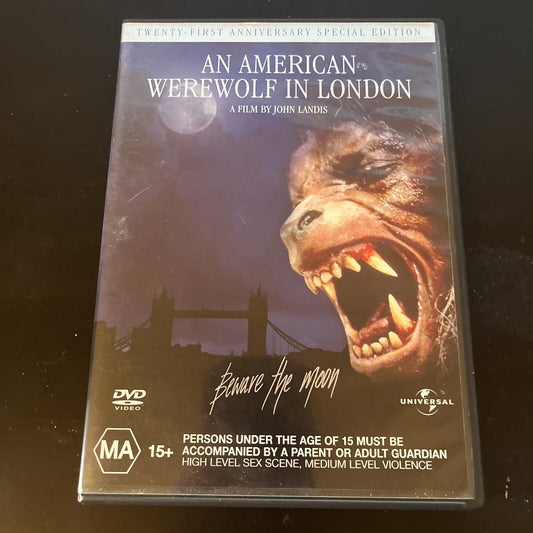 TWENTY-FIRST ANNIVERSARY SPECIAL EDITION
AN AMERICAN
WEREWOLF IN LONDON
A FILM BY JOHN LANDIS
Beware the moon
DVD
VIDEO
UNIVERSAL
MA 15+
PERSONS UNDER THE AGE OF 15 MUST BE
ACCOMPANIED BY A PARENT OR ADULT GUARDIAN
HIGH LEVEL SEX SCENE, MEDIUM LEVEL VIOLENCE